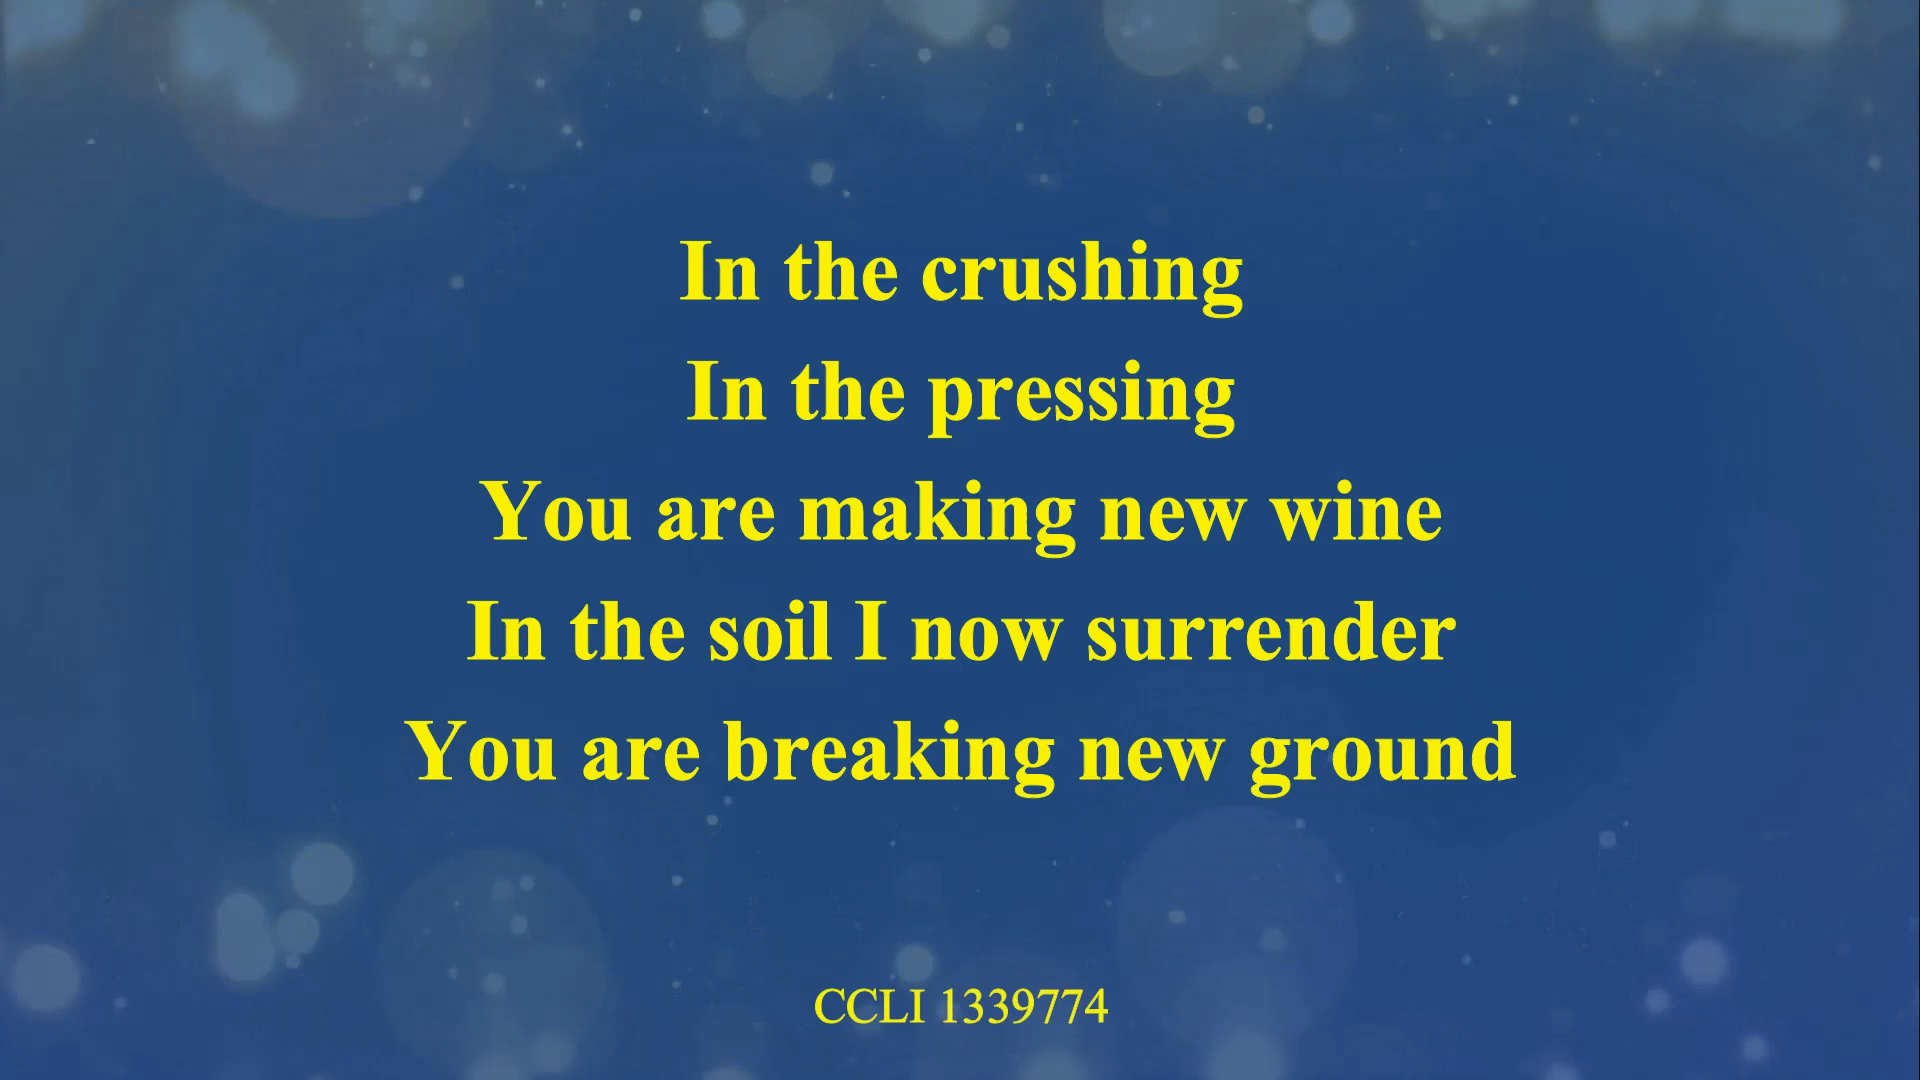 In the crushing
In the pressing
You are making new wine
In the soil I now surrender
You are breaking new ground
CCLI 1339774